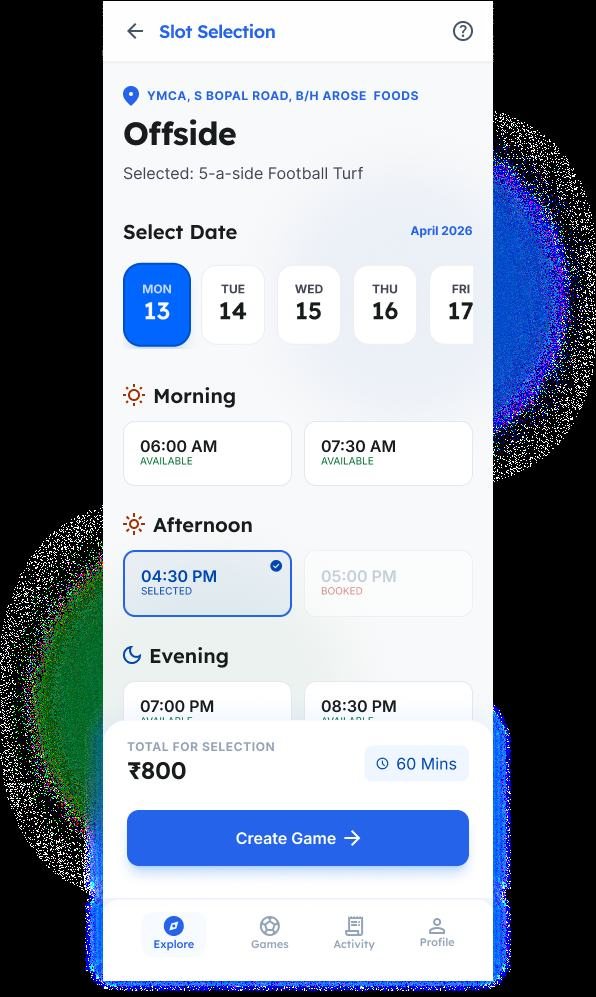 Slot Selection
YMCA, S BOPAL ROAD, B/H AROSE FOODS
Offside
Selected: 5-a-side Football Turf
Select Date
April 2026
MON TUE WED THU FRI
13 14 15 16 17
Morning
06:00 AM 07:30 AM
AVAILABLE AVAILABLE
Afternoon
04:30 PM 05:00 PM
SELECTED BOOKED
Evening
07:00 PM 08:30 PM
AVAILABLE AVAILABLE
TOTAL FOR SELECTION
₹800
60 Mins
Create Game →
Explore Games Activity Profile